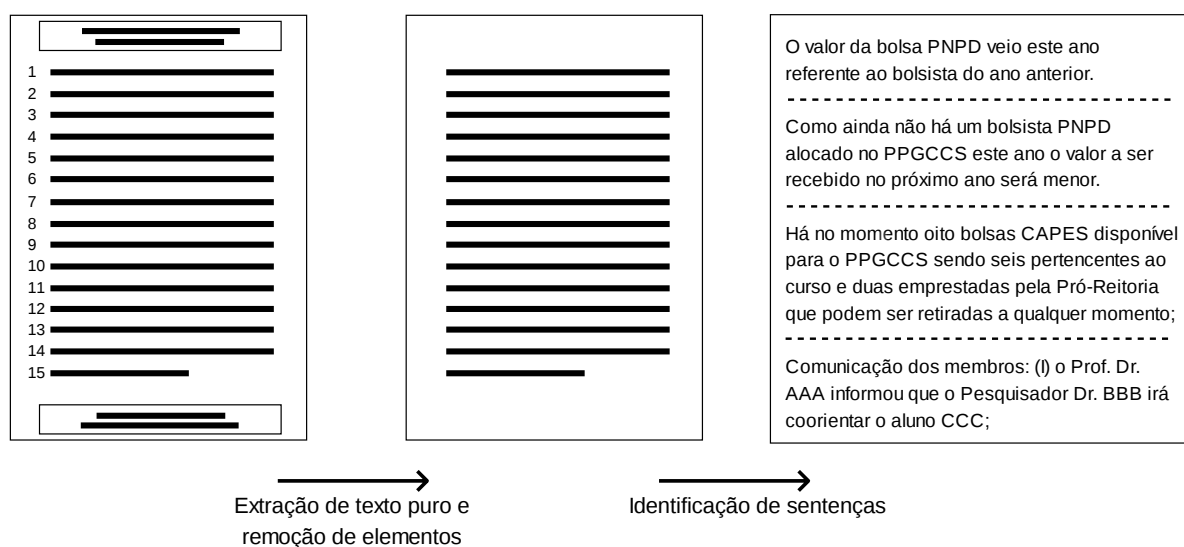 1
2
3
4
5
6
7
8
9
10
11
12
13
14
15
O valor da bolsa PNPD veio este ano
referente ao bolsista do ano anterior.
Como ainda não há um bolsista PNPD
alocado no PPGCCS este ano o valor a ser
recebido no próximo ano será menor.
Há no momento oito bolsas CAPES disponível
para o PPGCCS sendo seis pertencentes ao
curso e duas emprestadas pela Pró-Reitoria
que podem ser retiradas a qualquer momento;
Comunicação dos membros: (I) o Prof. Dr.
AAA informou que o Pesquisador Dr. BBB irá
coorientar o aluno CCC;
Extração de texto puro e
remoção de elementos
Identificação de sentenças